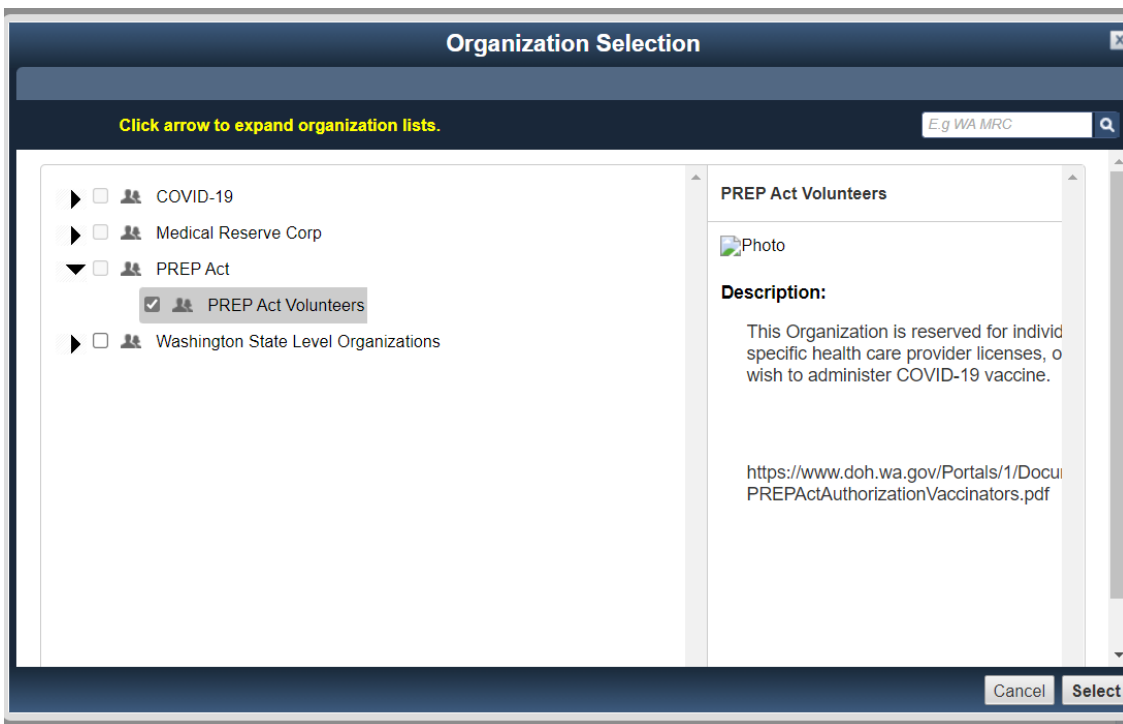 Organization Selection
x
Click arrow to expand organization lists.
E.g WA MRC
COVID-19
Medical Reserve Corp
PREP Act
PREP Act Volunteers
Washington State Level Organizations
PREP Act Volunteers
Photo
Description:
This Organization is reserved for individ
specific health care provider licenses, o
wish to administer COVID-19 vaccine.
https://www.doh.wa.gov/Portals/1/Docu
PREPActAuthorizationVaccinators.pdf
Cancel
Select